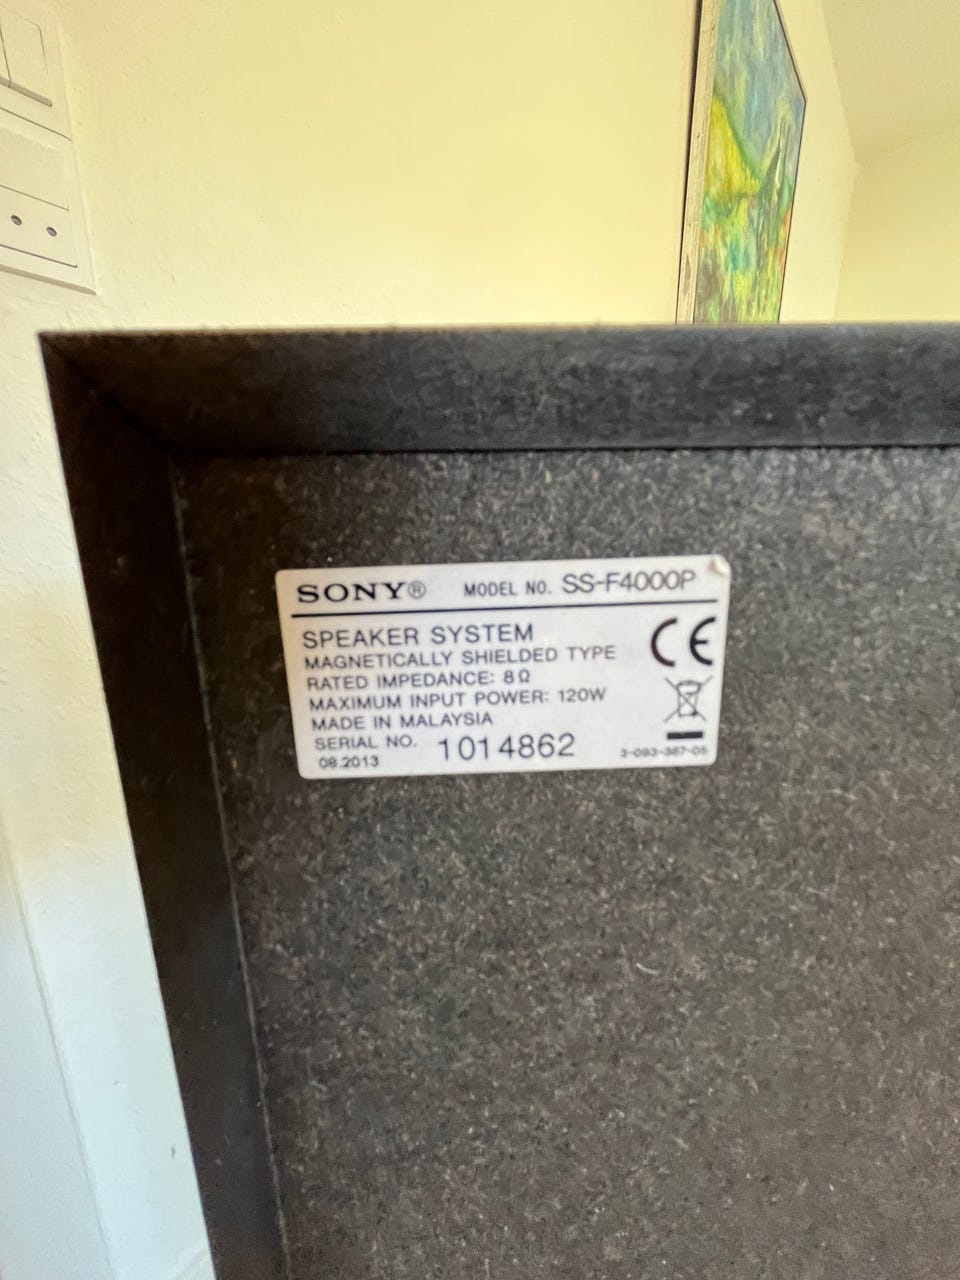 SONY® MODEL NO. SS-F4000P
SPEAKER SYSTEM
MAGNETICALLY SHIELDED TYPE
RATED IMPEDANCE: 8Ω
MAXIMUM INPUT POWER: 120W
MADE IN MALAYSIA
SERIAL NO. 1014862
08.2013
3-093-387-05
CE